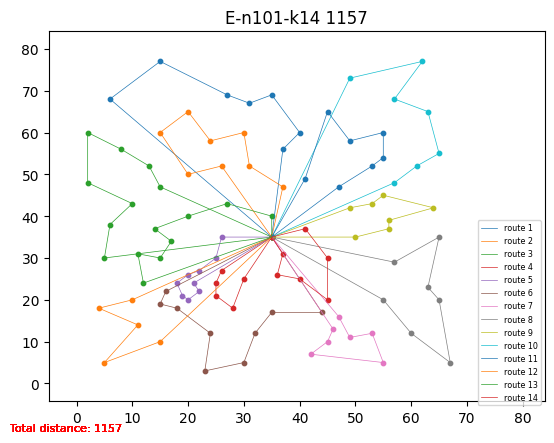 E-n101-k14 1157
80
70
60
50
40
30
20
10
0
0 10 20 30 40 50 60 70 80
route 1
route 2
route 3
route 4
route 5
route 6
route 7
route 8
route 9
route 10
route 11
route 12
route 13
route 14
Total distance: 1157